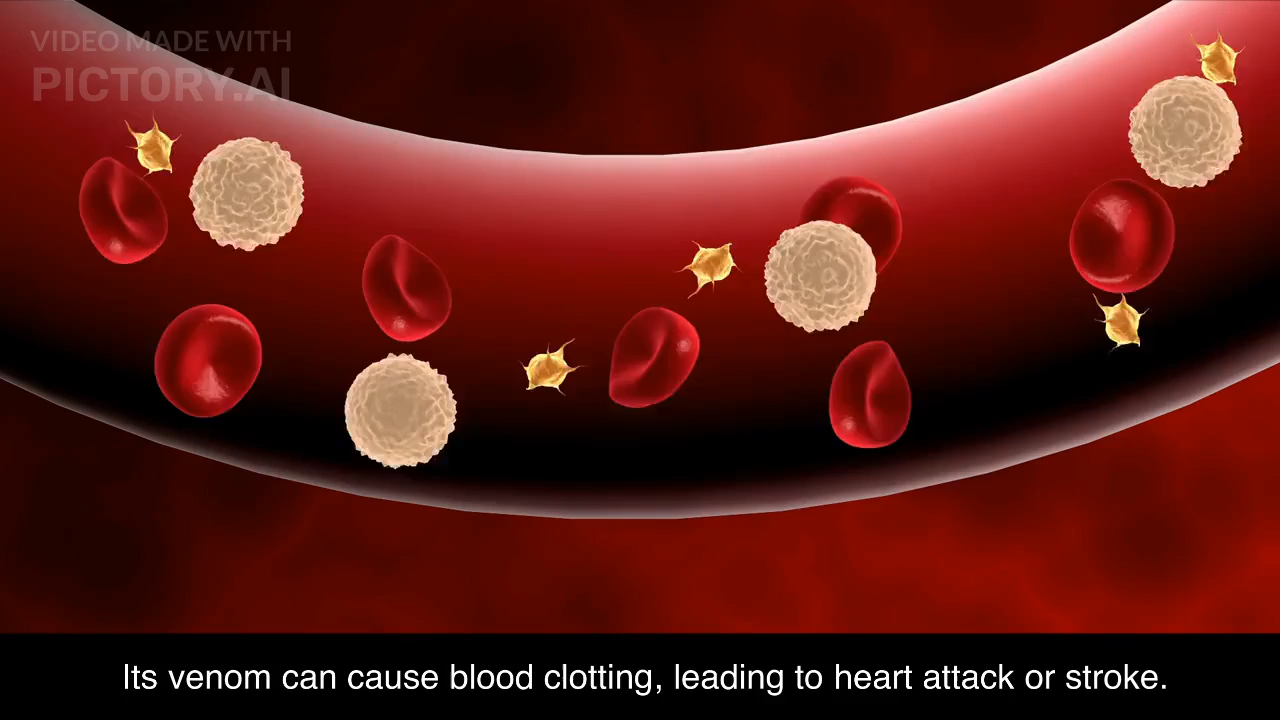 VIDEO MADE WITH
PICTORY.AI
Its venom can cause blood clotting, leading to heart attack or stroke.